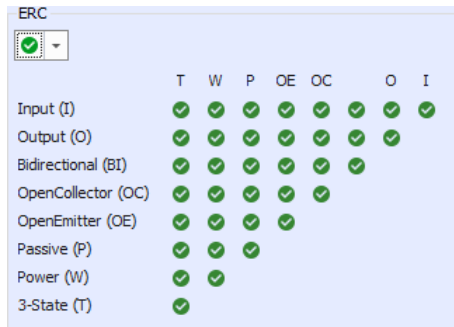 ERC
T W P OE OC O I
Input (I)
Output (O)
Bidirectional (BI)
OpenCollector (OC)
OpenEmitter (OE)
Passive (P)
Power (W)
3-State (T)